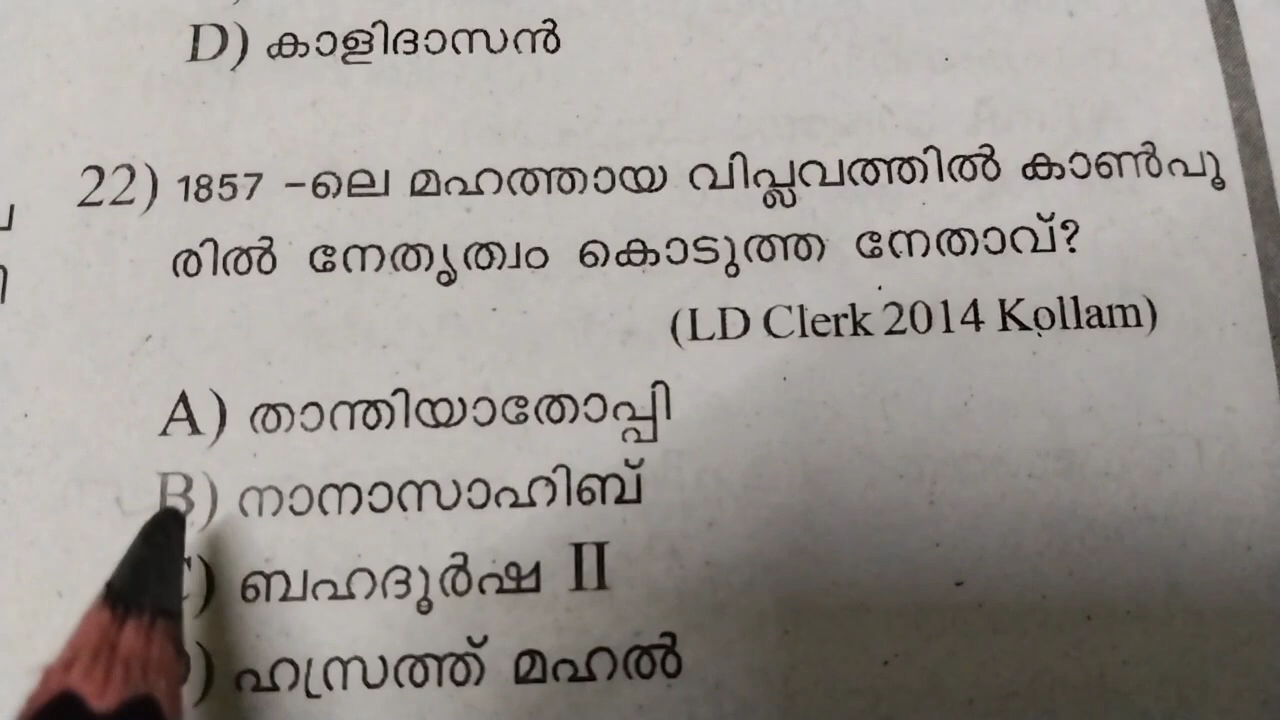 D) കാളിദാസൻ
22) 1857 -ലെ മഹത്തായ വിപ്ലവത്തിൽ കാൺപൂ
രിൽ നേതൃത്വം കൊടുത്ത നേതാവ്?
(LD Clerk 2014 Kollam)
A) താന്തിയാതോപ്പി
B) നാനാസാഹിബ്
C) ബഹദൂർഷ II
) ഹസ്രത്ത് മഹൽ